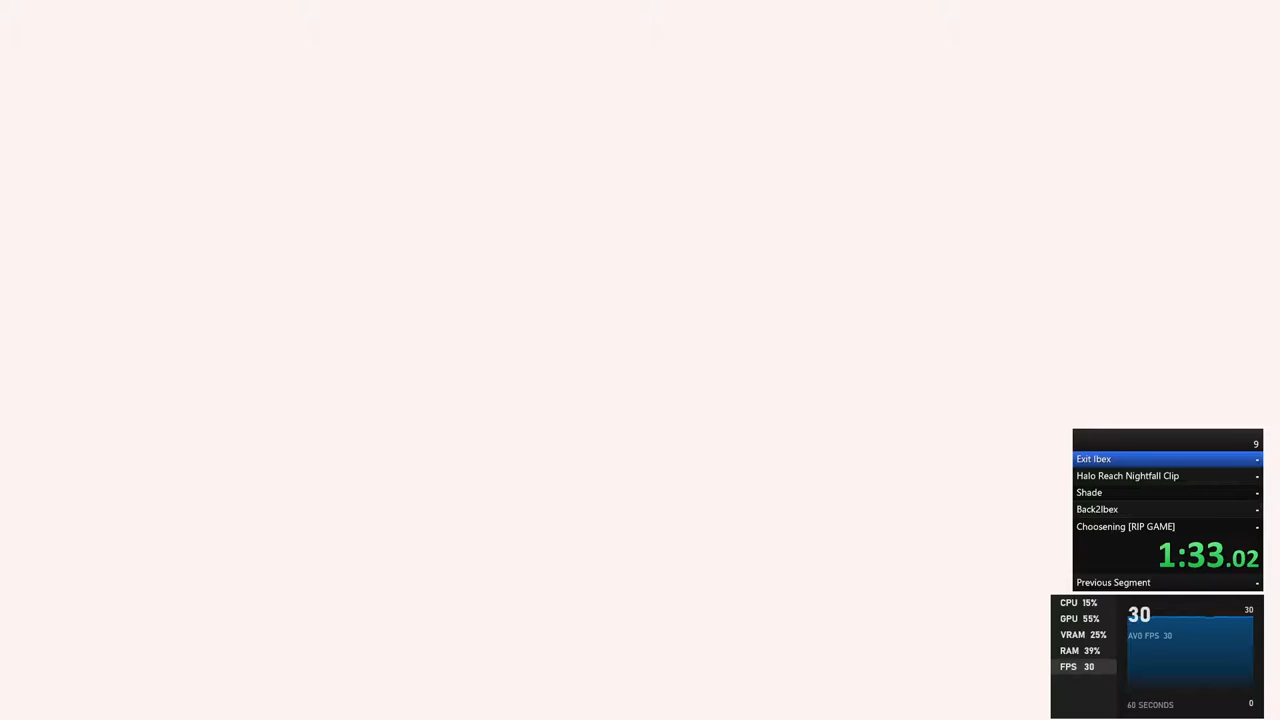 9
Exit Ibex -
Halo Reach Nightfall Clip -
Shade -
Back2Ibex -
Choosening [RIP GAME] -
1:33.02
Previous Segment -
CPU 15%
GPU 55%
VRAM 25%
RAM 39%
FPS 30
30 30
AVG FPS 30
60 SECONDS 0